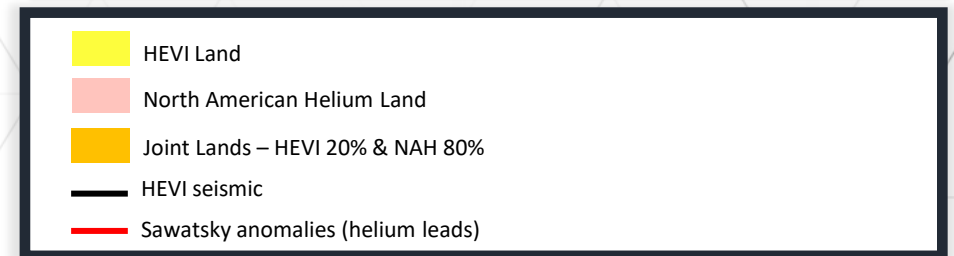 HEVI Land
North American Helium Land
Joint Lands – HEVI 20% & NAH 80%
HEVI seismic
Sawatsky anomalies (helium leads)